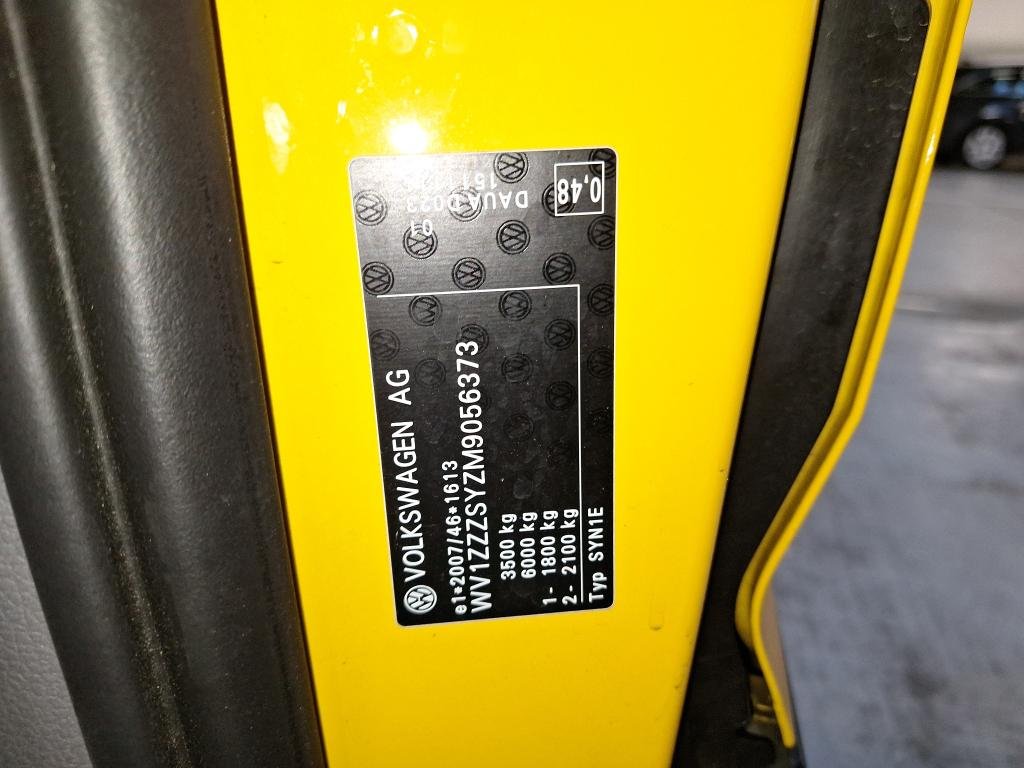 VOLKSWAGEN AG
e1*2007/46*1613
WV1ZZZSYZM9056373
3500 kg
6000 kg
1- 1800 kg
2- 2100 kg
Typ SYN1E
01
DAUA D023
0,48